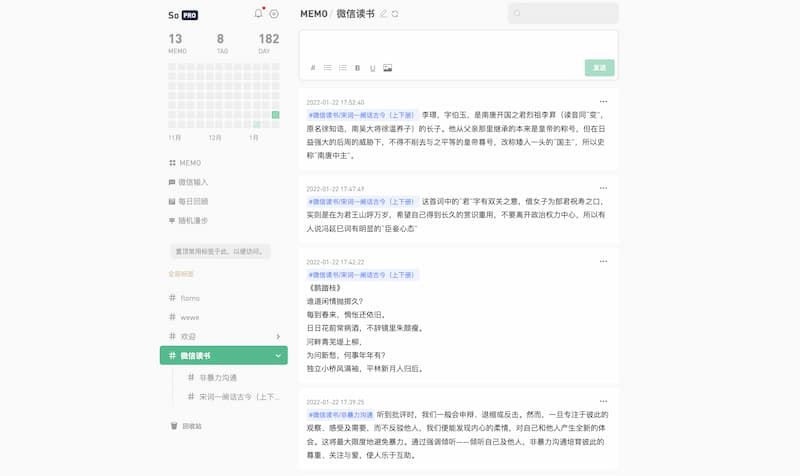 So PRO
13 8 182
MEMO TAG DAY
11月 12月 1月
MEMO
微信输入
每日回顾
随机漫步
置顶常用标签于此，以便访问。
全部标签
# flomo
# wewe
# 欢迎
# 微信读书
# 非暴力沟通
# 宋词一阕话古今（上下...
回收站
MEMO / 微信读书
# B U
发送
2022-01-22 17:52:40
#微信读书/宋词一阕话古今（上下册） 李璟，字伯玉，是南唐开国之君烈祖李昪（读音同“变”，
原名徐知诰，南吴大将徐温养子）的长子。他从父亲那里继承的本来是皇帝的称号，但在日
益强大的后周的威胁下，不得不削去与之平等的皇帝尊号，改称矮人一头的“国主”，所以史
称“南唐中主”。
2022-01-22 17:47:47
#微信读书/宋词一阕话古今（上下册） 这首词中的“君”字有双关之意，借女子为郎君祝寿之口，
实则是在为君王山呼万岁，希望自己得到长久的赏识重用，不要离开政治权力中心，所以有
人说冯延巳词有明显的“臣妾心态”
2022-01-22 17:42:22
#微信读书/宋词一阕话古今（上下册）
《鹊踏枝》
谁道闲情抛掷久？
每到春来，惆怅还依旧。
日日花前常病酒，不辞镜里朱颜瘦。
河畔青芜堤上柳，
为问新愁，何事年年有？
独立小桥风满袖，平林新月人归后。
2022-01-22 17:39:25
#微信读书/非暴力沟通 听到批评时，我们一般会申辩、退缩或反击。然而，一旦专注于彼此的
观察、感受及需要，而不反驳他人，我们便能发现内心的柔情，对自己和他人产生全新的体
会。这将最大限度地避免暴力。通过强调倾听——倾听自己及他人，非暴力沟通培育彼此的
尊重、关注与爱，使人乐于互助。